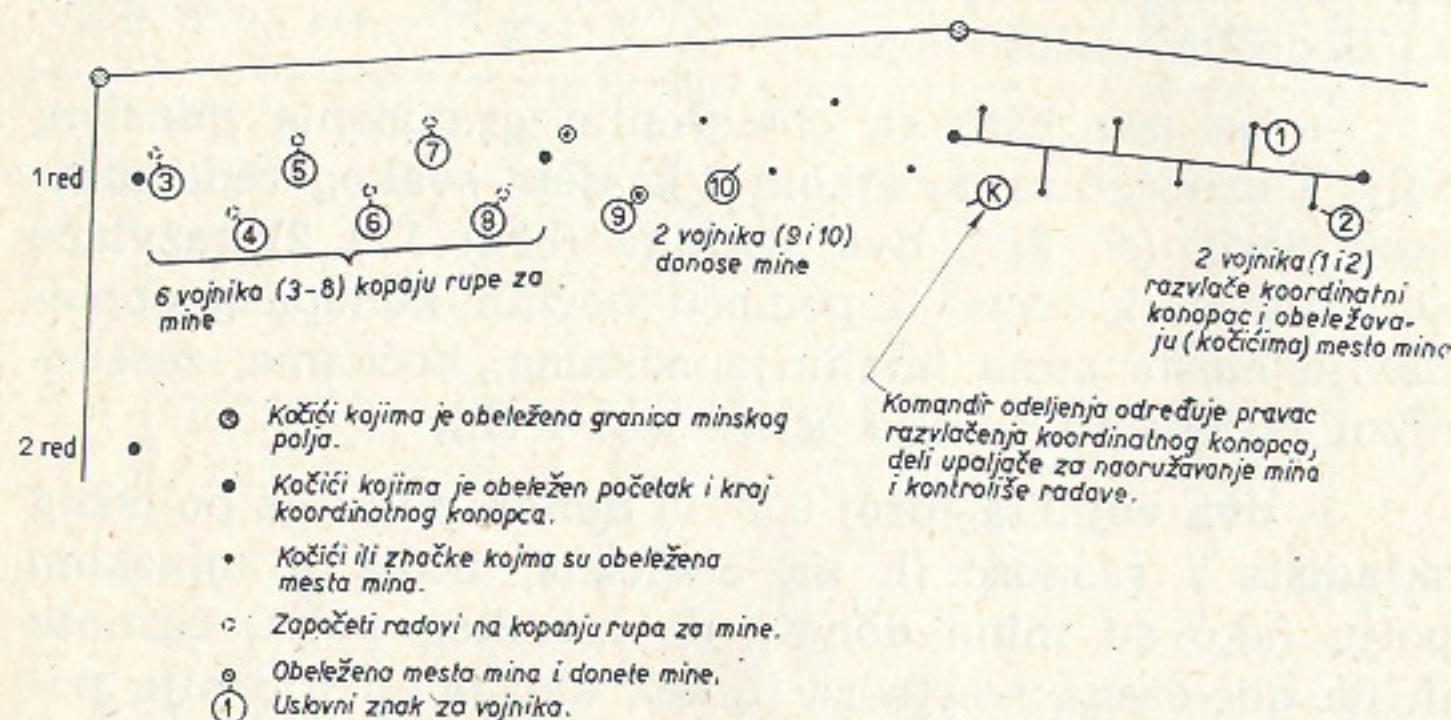 1 red
3
4
5
6
7
8
9
10
K
1
2
6 vojnika (3-8) kopaju rupe za
mine
2 vojnika (9 i 10)
donose mine
2 vojnika (1 i 2)
razvlače koordinatni
konopac i obeležava-
ju (kočićima) mesto mina
Komandir odeljenja određuje pravac
razvlačenja koordinatnog konopca,
deli upaljače za naoružavanje mina
i kontroliše radove.
2 red
Kočići kojima je obeležena granica minskog
polja.
Kočići kojima je obeležen početak i kraj
koordinatnog konopca.
Kočići ili značke kojma su obeležena
mesta mina.
Započeti radovi na kopanju rupa za mine.
Obeležena mesta mina i donete mine.
1 Uslovni znak za vojnika.